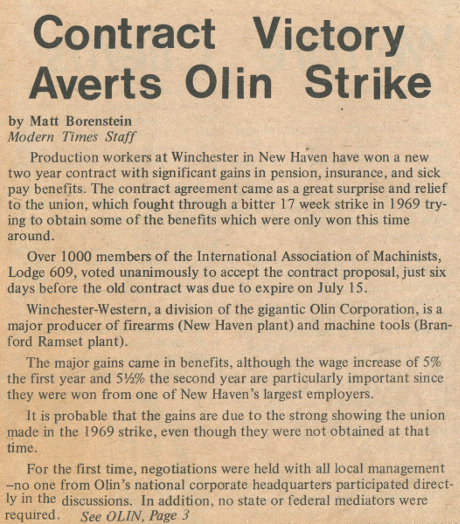 Contract Victory
Averts Olin Strike
by Matt Borenstein
Modern Times Staff
Production workers at Winchester in New Haven have won a new
two year contract with significant gains in pension, insurance, and sick
pay benefits. The contract agreement came as a great surprise and relief
to the union, which fought through a bitter 17 week strike in 1969 try-
ing to obtain some of the benefits which were only won this time
around.
Over 1000 members of the International Association of Machinists,
Lodge 609, voted unanimously to accept the contract proposal, just six
days before the old contract was due to expire on July 15.
Winchester-Western, a division of the gigantic Olin Corporation, is a
major producer of firearms (New Haven plant) and machine tools (Bran-
ford Ramset plant).
The major gains came in benefits, although the wage increase of 5%
the first year and 5½% the second year are particularly important since
they were won from one of New Haven's largest employers.
It is probable that the gains are due to the strong showing the union
made in the 1969 strike, even though they were not obtained at that
time.
For the first time, negotiations were held with all local management
–no one from Olin's national corporate headquarters participated direct-
ly in the discussions. In addition, no state or federal mediators were
required. See OLIN, Page 3